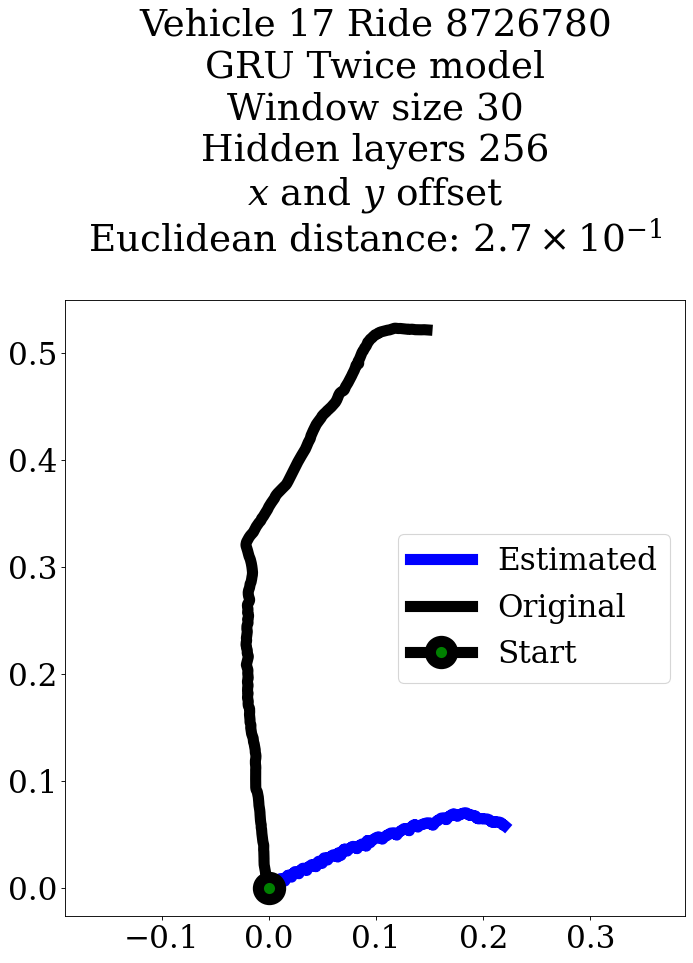 Vehicle 17 Ride 8726780
GRU Twice model
Window size 30
Hidden layers 256
x and y offset
Euclidean distance: 2.7 × 10⁻¹
0.5
0.4
0.3
0.2
0.1
0.0
Estimated
Original
Start
−0.1 0.0 0.1 0.2 0.3